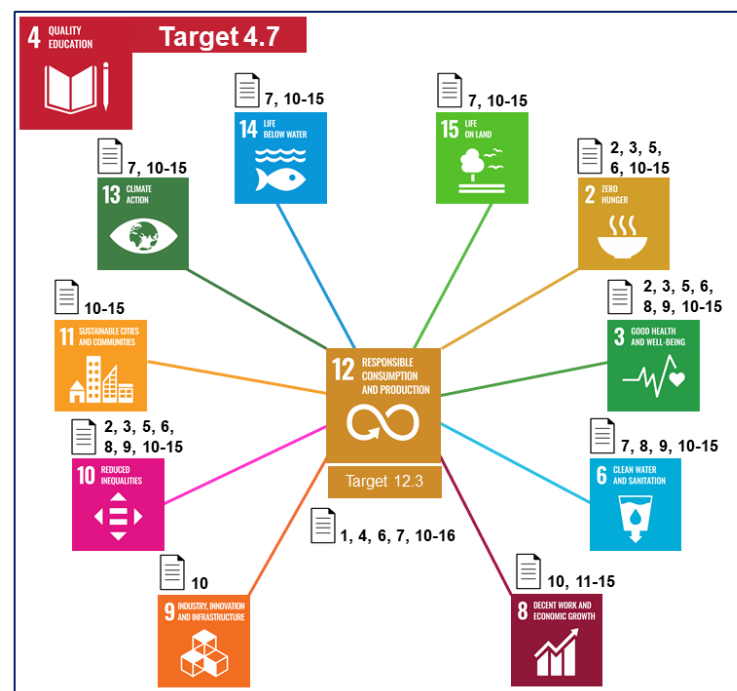 4 QUALITY
EDUCATION
Target 4.7
7, 10-15
14 LIFE
BELOW WATER
7, 10-15
15 LIFE
ON LAND
7, 10-15
13 CLIMATE
ACTION
2, 3, 5,
6, 10-15
2 ZERO
HUNGER
10-15
11 SUSTAINABLE CITIES
AND COMMUNITIES
2, 3, 5, 6,
8, 9, 10-15
3 GOOD HEALTH
AND WELL-BEING
12 RESPONSIBLE
CONSUMPTION
AND PRODUCTION
Target 12.3
1, 4, 6, 7, 10-16
2, 3, 5, 6,
8, 9, 10-15
10 REDUCED
INEQUALITIES
7, 8, 9, 10-15
6 CLEAN WATER
AND SANITATION
10
9 INDUSTRY, INNOVATION
AND INFRASTRUCTURE
10, 11-15
8 DECENT WORK AND
ECONOMIC GROWTH